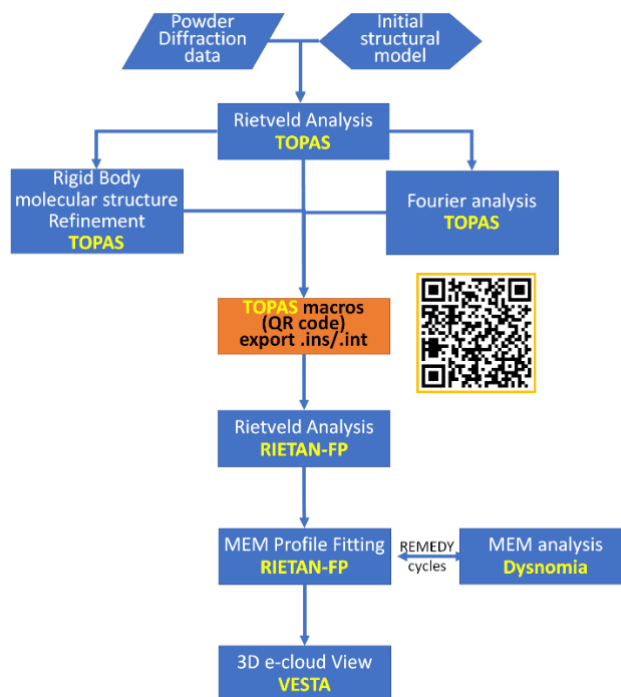 Powder
Diffraction
data
Initial
structural
model
Rietveld Analysis
TOPAS
Rigid Body
molecular structure
Refinement
TOPAS
Fourier analysis
TOPAS
TOPAS macros
(QR code)
export .ins/.int
Rietveld Analysis
RIETAN-FP
MEM Profile Fitting
RIETAN-FP
REMEDY
cycles
MEM analysis
Dysnomia
3D e-cloud View
VESTA